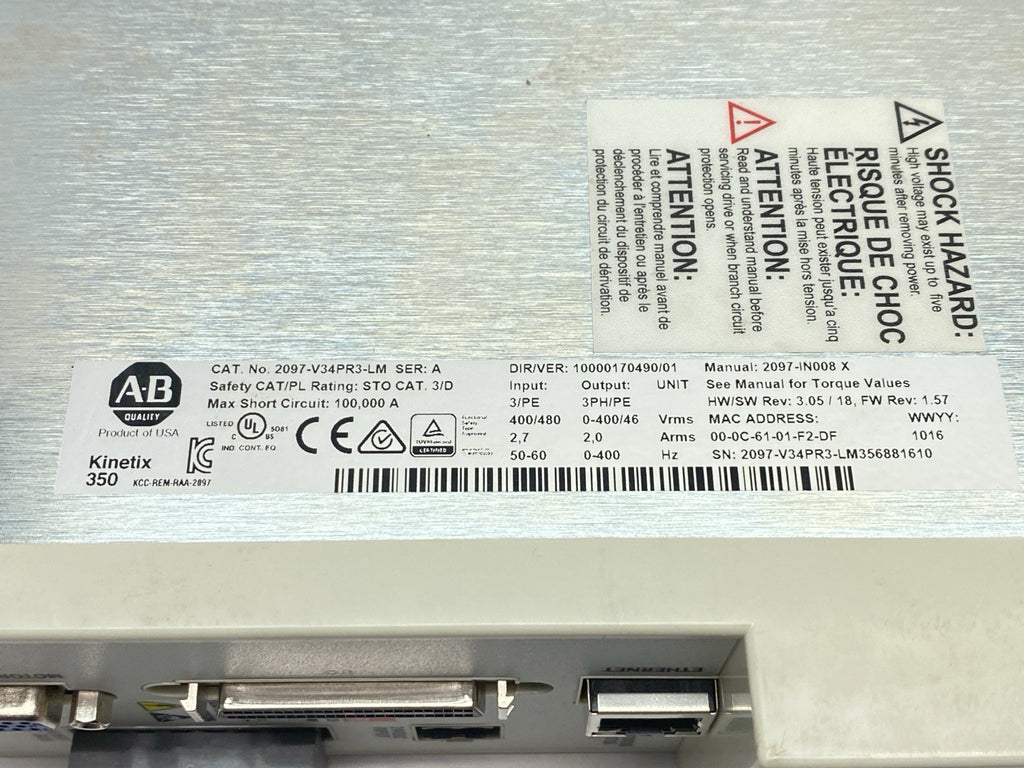 SHOCK HAZARD:
High voltage may exist up to five
minutes after removing power.
RISQUE DE CHOC
ÉLECTRIQUE:
Haute tension peut exister jusqu'a cinq
minutes après la mise hors tension.
ATTENTION:
Read and understand manual before
servicing drive or when branch circuit
protection opens.
ATTENTION:
Lire et comprendre manuel avant de
procéder à l'entretien ou après le
déclenchement du dispositif de
protection du circuit de dérivation.
A-B
QUALITY
Product of USA
Kinetix
350
KCC-REM-RAA-2097
CAT. No. 2097-V34PR3-LM SER: A
Safety CAT/PL Rating: STO CAT. 3/D
Max Short Circuit: 100,000 A
LISTED
C UL US
5081
IND. CONT. EQ.
CE
CERTIFIED
DIR/VER: 10000170490/01
Input: Output: UNIT
3/PE 3PH/PE
400/480 0-400/46 Vrms
2,7 2,0 Arms
50-60 0-400 Hz
Manual: 2097-IN008 X
See Manual for Torque Values
HW/SW Rev: 3.05 / 18, FW Rev: 1.57
MAC ADDRESS: WWYY:
00-0C-61-01-F2-DF 1016
SN: 2097-V34PR3-LM356881610
ETHERNET